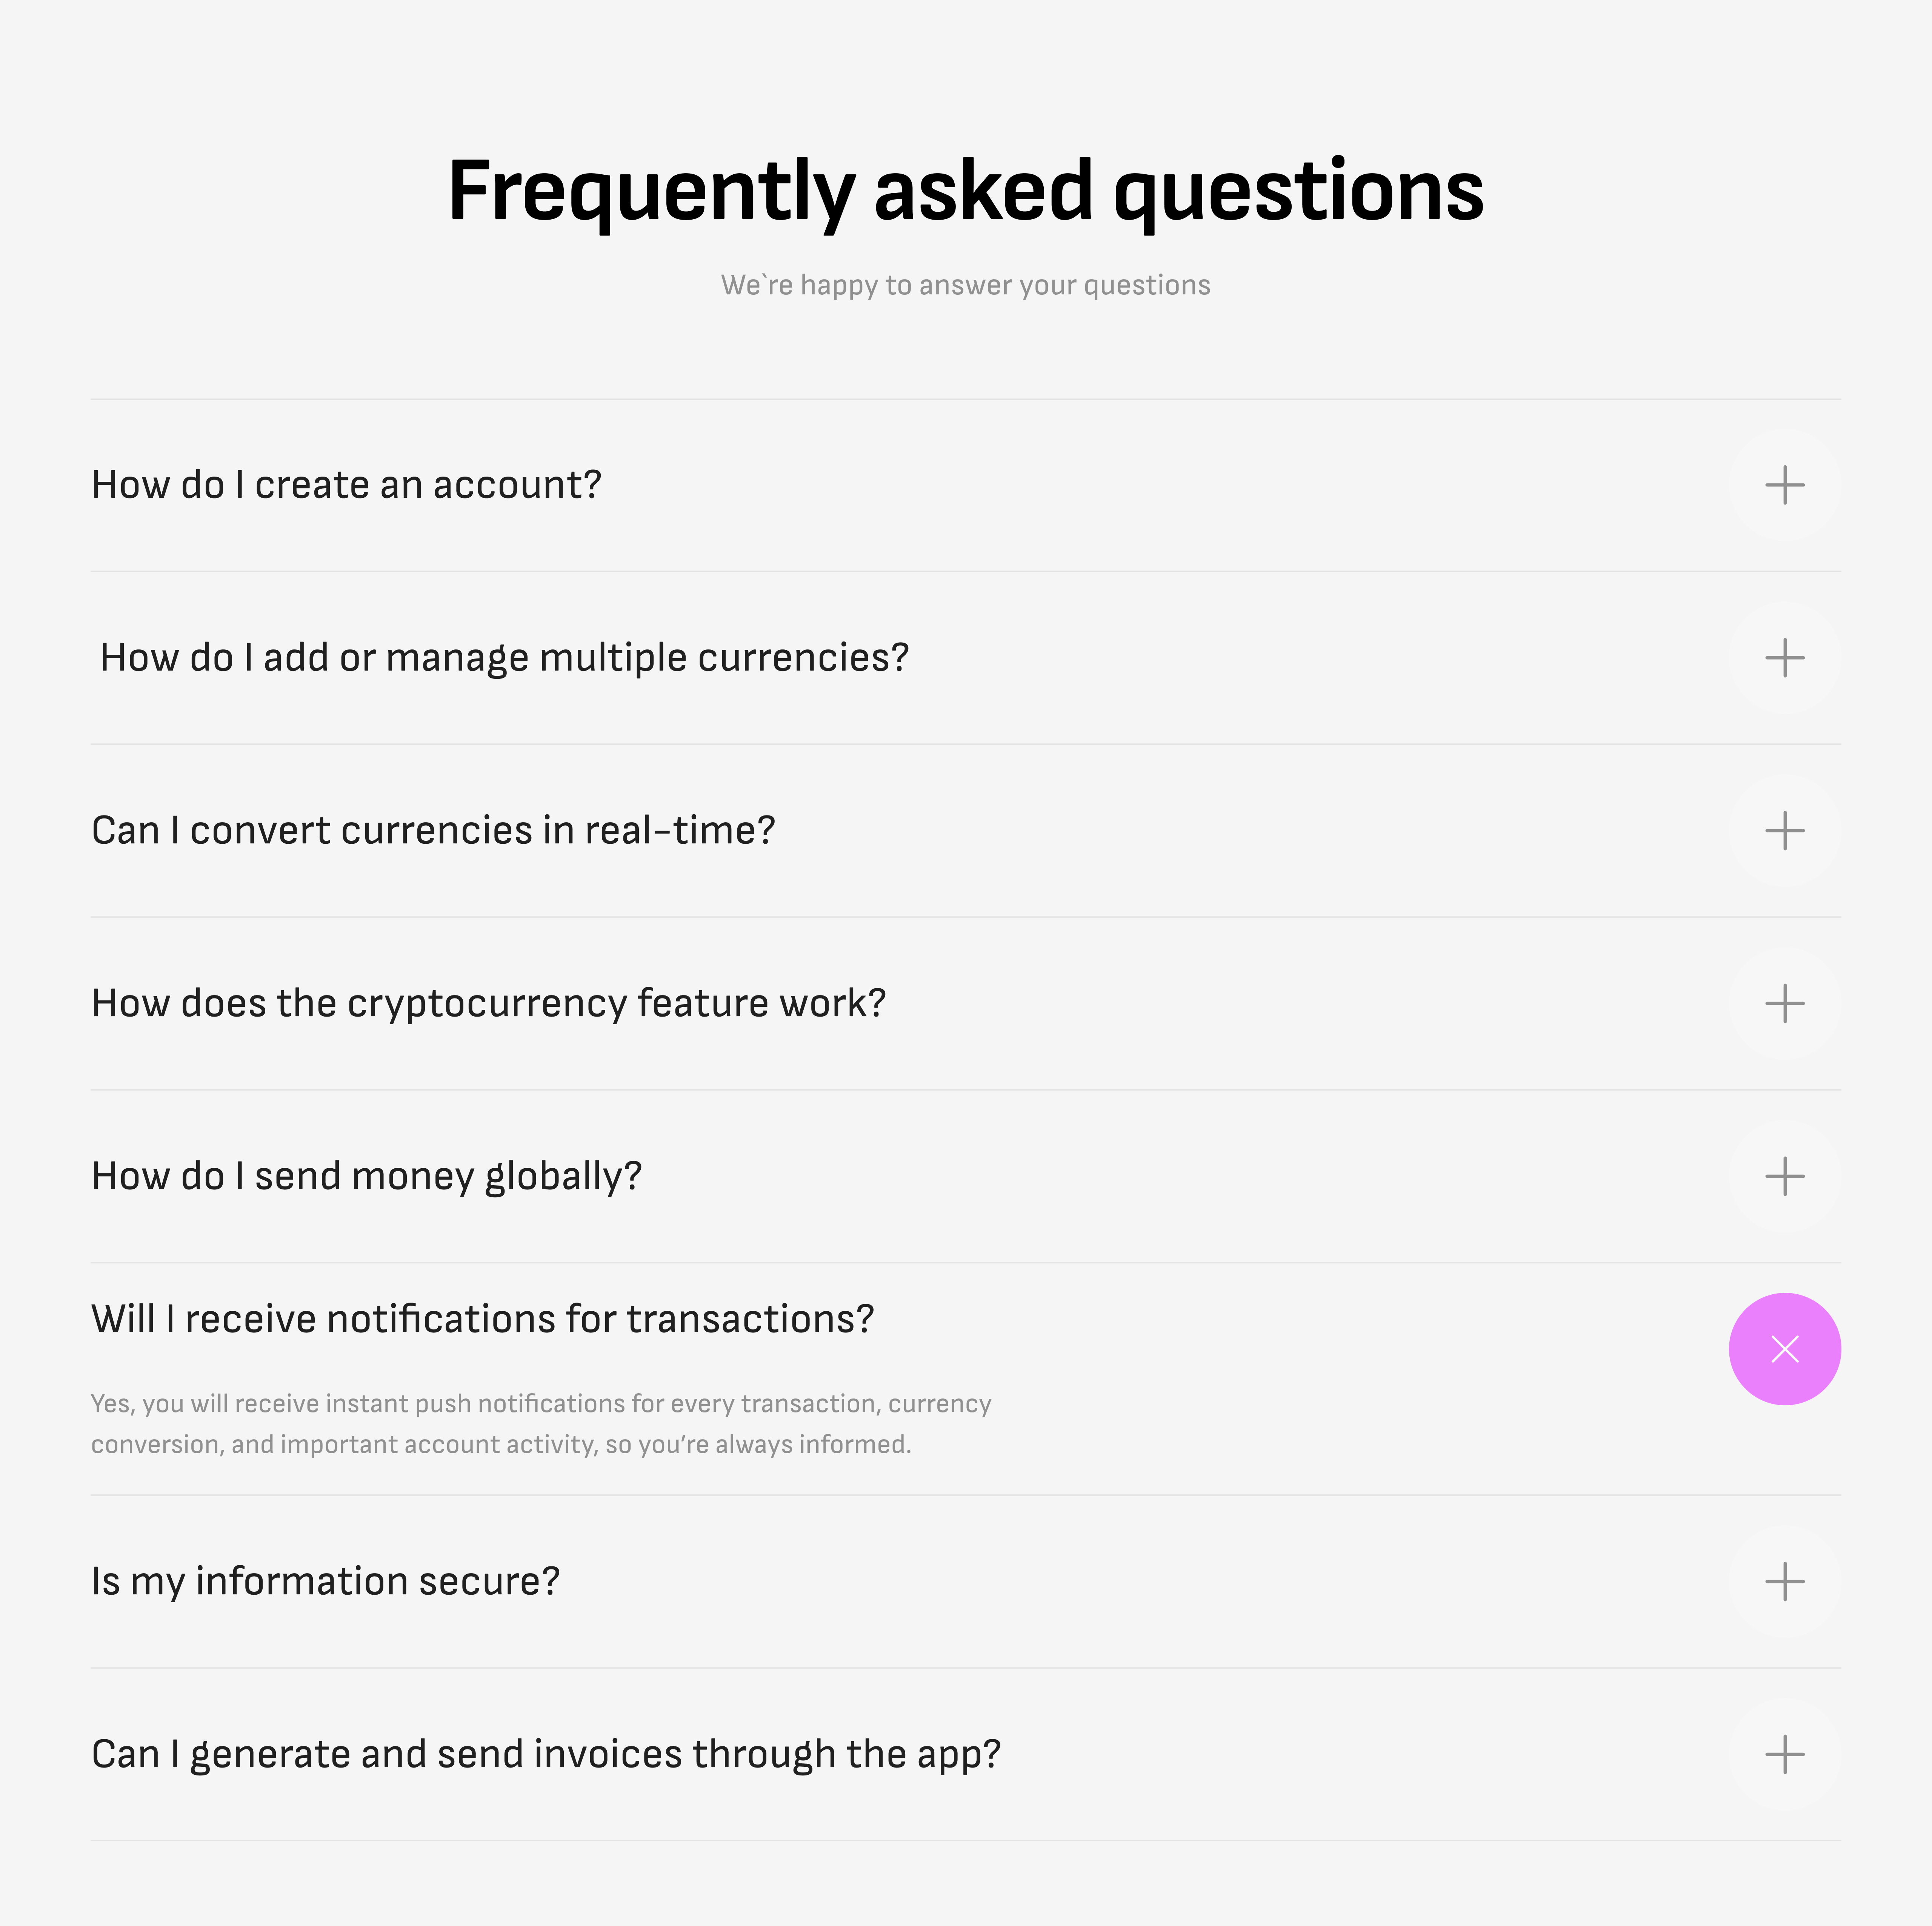 Frequently asked questions
We`re happy to answer your questions
How do I create an account?
How do I add or manage multiple currencies?
Can I convert currencies in real-time?
How does the cryptocurrency feature work?
How do I send money globally?
Will I receive notifications for transactions?
Yes, you will receive instant push notifications for every transaction, currency
conversion, and important account activity, so you’re always informed.
Is my information secure?
Can I generate and send invoices through the app?